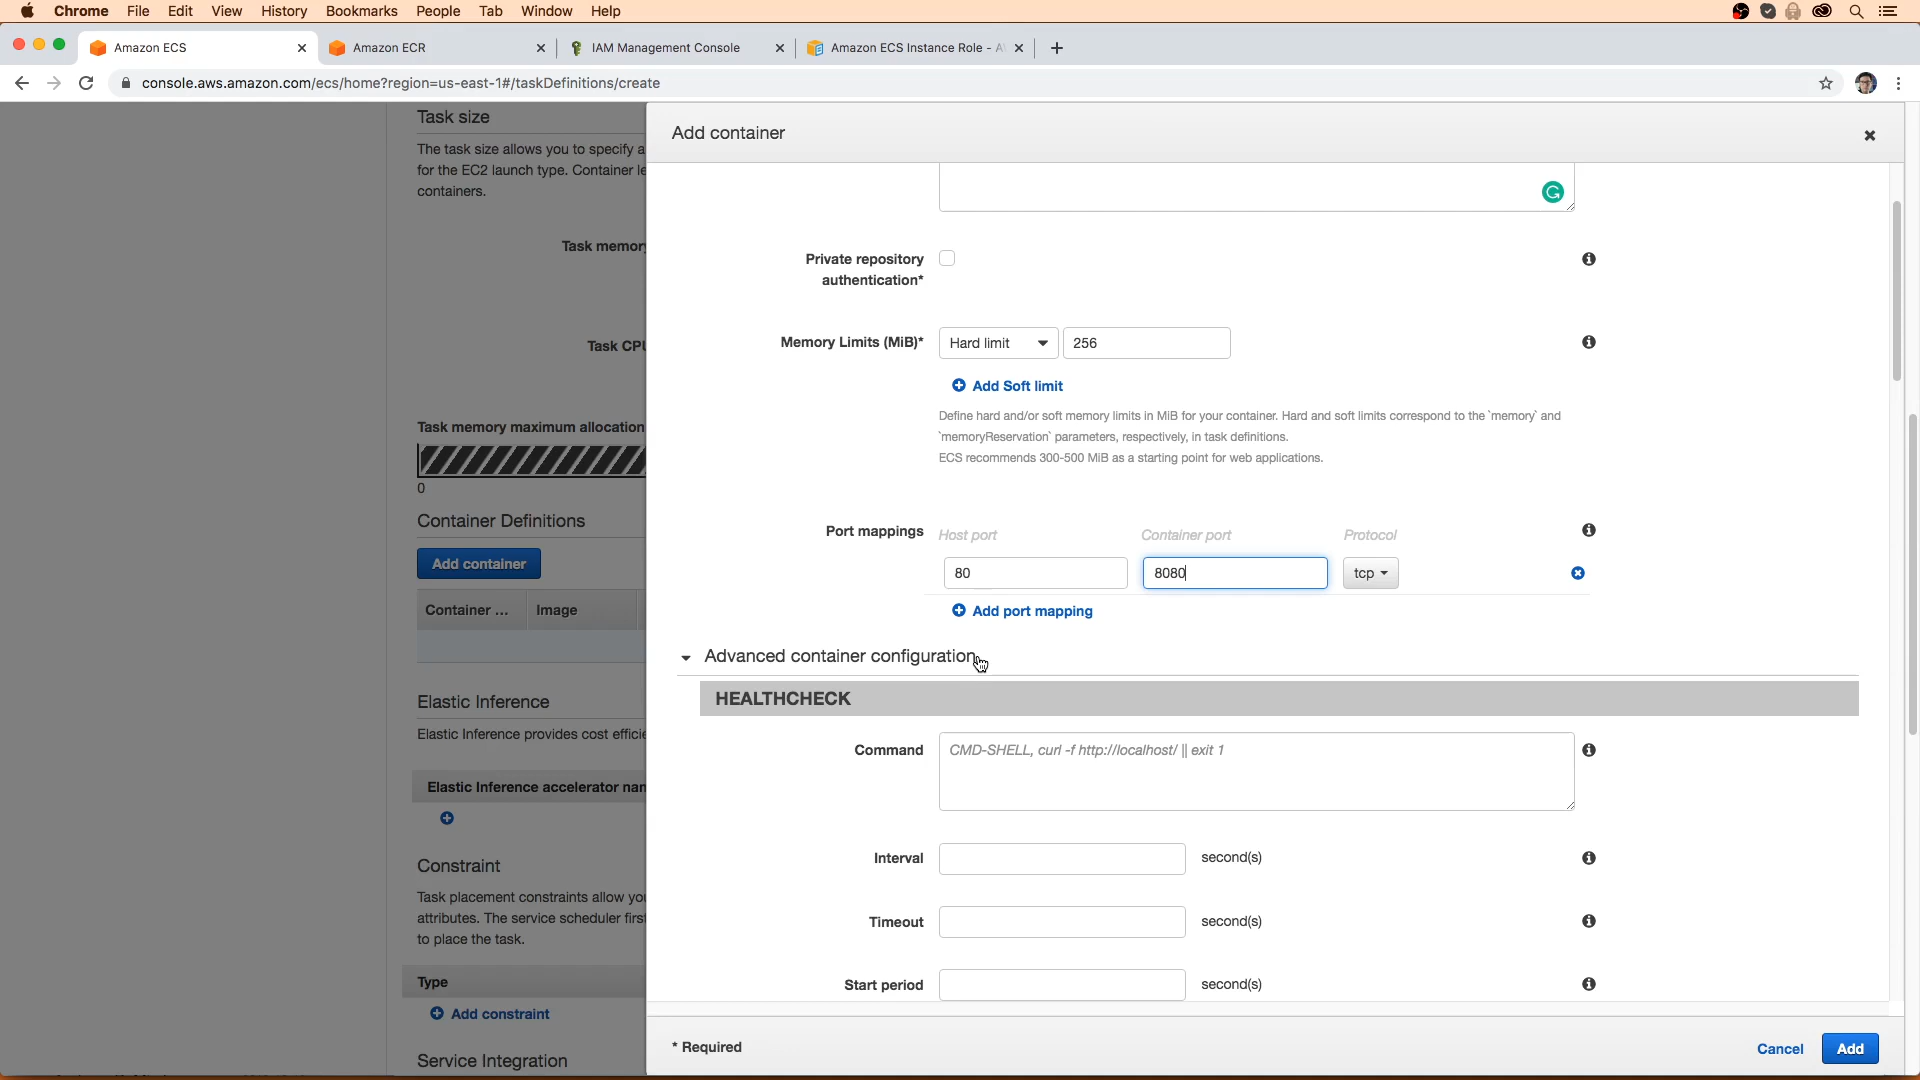 Chrome File Edit View History Bookmarks People Tab Window Help
Amazon ECS
Amazon ECR
IAM Management Console
Amazon ECS Instance Role - A
console.aws.amazon.com/ecs/home?region=us-east-1#/taskDefinitions/create
Task size
The task size allows you to specify a
for the EC2 launch type. Container le
containers.
Task memory
Task CPU
Task memory maximum allocation
0
Container Definitions
Add container
Container ... Image
Elastic Inference
Elastic Inference provides cost efficie
Elastic Inference accelerator nam
Constraint
Task placement constraints allow you
attributes. The service scheduler first
to place the task.
Type
Add constraint
Service Integration
Add container
Private repository
authentication*
Memory Limits (MiB)* Hard limit 256
Add Soft limit
Define hard and/or soft memory limits in MiB for your container. Hard and soft limits correspond to the `memory` and
`memoryReservation` parameters, respectively, in task definitions.
ECS recommends 300-500 MiB as a starting point for web applications.
Port mappings Host port Container port Protocol
80 8080 tcp
Add port mapping
Advanced container configuration
HEALTHCHECK
Command CMD-SHELL, curl -f http://localhost/ || exit 1
Interval second(s)
Timeout second(s)
Start period second(s)
* Required
Cancel Add